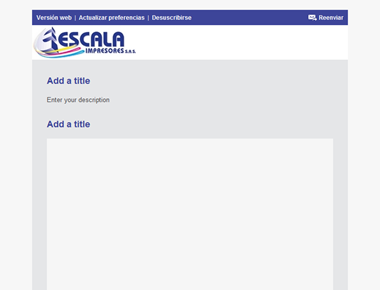 Versión web | Actualizar preferencias | Desuscribirse
Reenviar
ESCALA
IMPRESORES S.A.S.
Add a title
Enter your description
Add a title